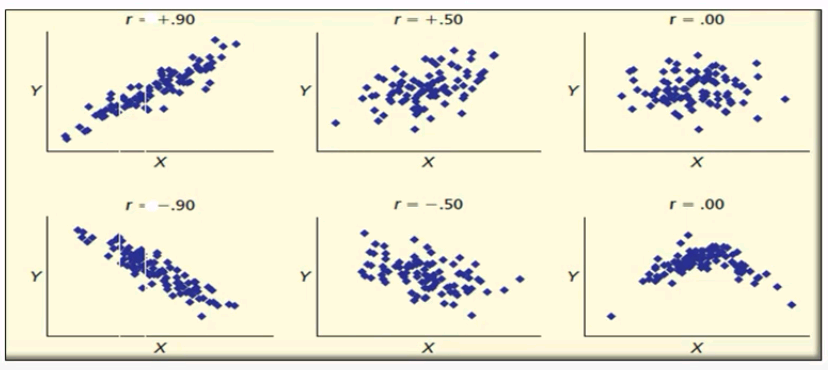 r = +.90
r = +.50
r = .00
Y
Y
Y
X
X
X
r = −.90
r = −.50
r = .00
Y
Y
Y
X
X
X